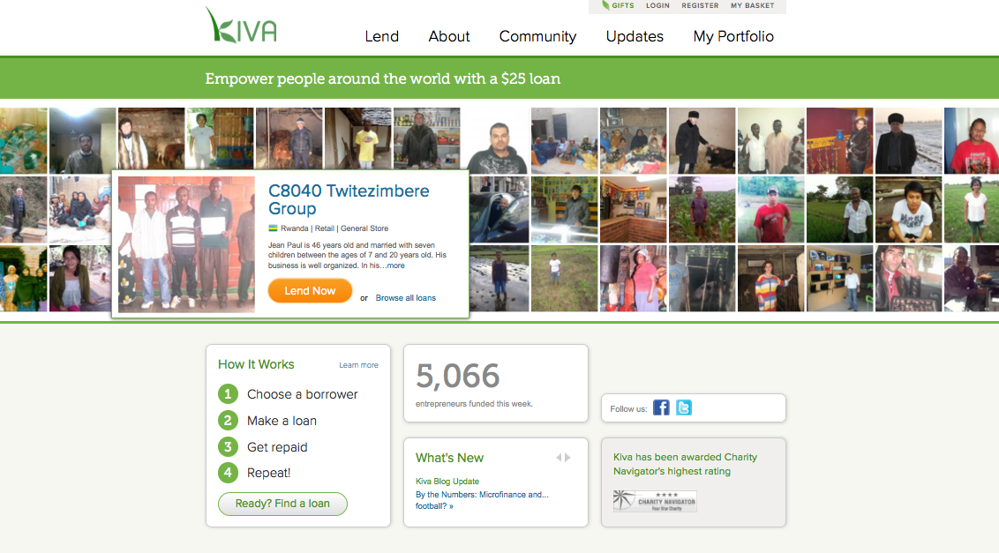 GIFTS LOGIN REGISTER MY BASKET
KIVA
Lend About Community Updates My Portfolio
Empower people around the world with a $25 loan
C8040 Twitezimbere
Group
Rwanda | Retail | General Store
Jean Paul is 46 years old and married with seven
children between the ages of 7 and 20 years old. His
business is well organized. In his...more
Lend Now or Browse all loans
How It Works Learn more
1 Choose a borrower
2 Make a loan
3 Get repaid
4 Repeat!
Ready? Find a loan
5,066
entrepreneurs funded this week.
What's New
Kiva Blog Update
By the Numbers: Microfinance and...
football? »
Follow us: f t
Kiva has been awarded Charity
Navigator's highest rating
CHARITY NAVIGATOR
Four Star Charity